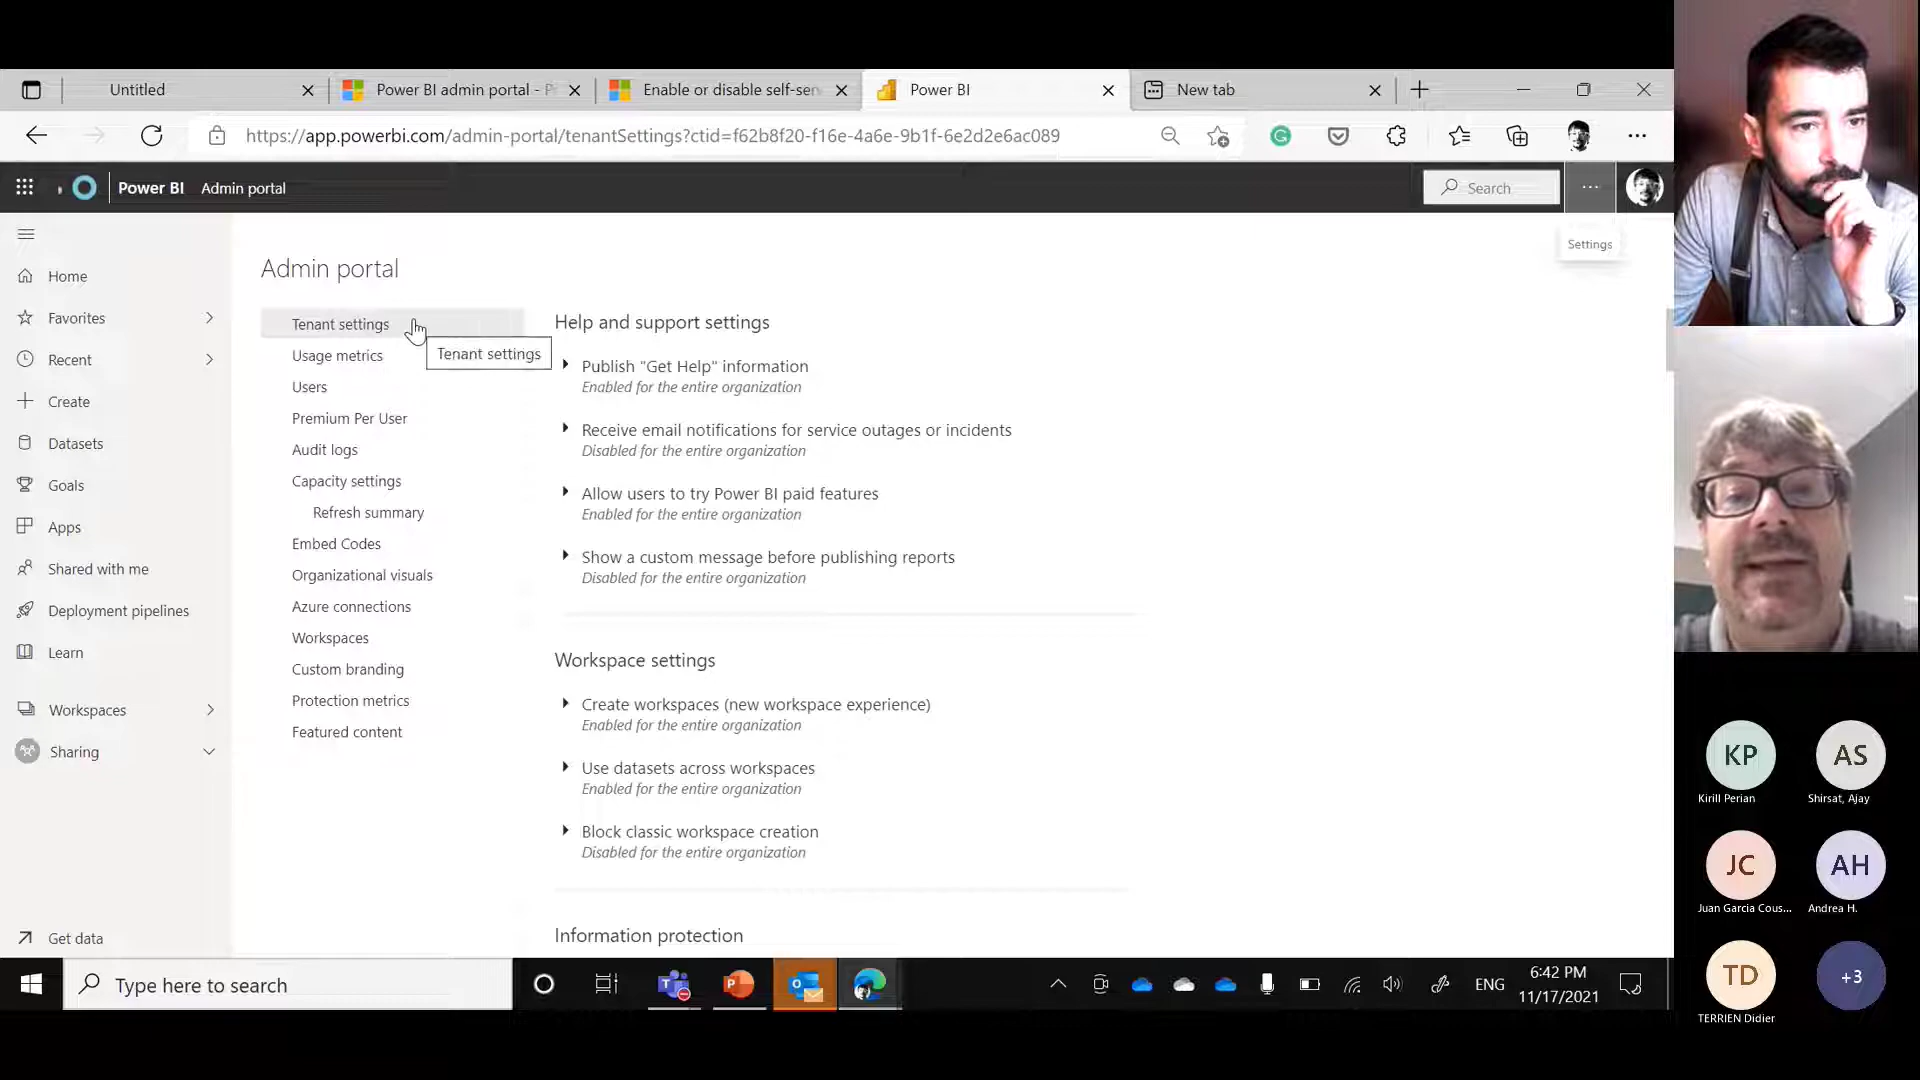 Untitled
Power BI admin portal - P
Enable or disable self-ser
Power BI
New tab
https://app.powerbi.com/admin-portal/tenantSettings?ctid=f62b8f20-f16e-4a6e-9b1f-6e2d2e6ac089
Power BI Admin portal
Search
Settings
Home
Favorites
Recent
Create
Datasets
Goals
Apps
Shared with me
Deployment pipelines
Learn
Workspaces
Sharing
Get data
Admin portal
Tenant settings
Tenant settings
Usage metrics
Users
Premium Per User
Audit logs
Capacity settings
Refresh summary
Embed Codes
Organizational visuals
Azure connections
Workspaces
Custom branding
Protection metrics
Featured content
Help and support settings
Publish "Get Help" information
Enabled for the entire organization
Receive email notifications for service outages or incidents
Disabled for the entire organization
Allow users to try Power BI paid features
Enabled for the entire organization
Show a custom message before publishing reports
Disabled for the entire organization
Workspace settings
Create workspaces (new workspace experience)
Enabled for the entire organization
Use datasets across workspaces
Enabled for the entire organization
Block classic workspace creation
Disabled for the entire organization
Information protection
Type here to search
ENG
6:42 PM
11/17/2021
KP
Kirill Perian
AS
Shirsat, Ajay
JC
Juan Garcia Cous...
AH
Andrea H.
TD
TERRIEN Didier
+3